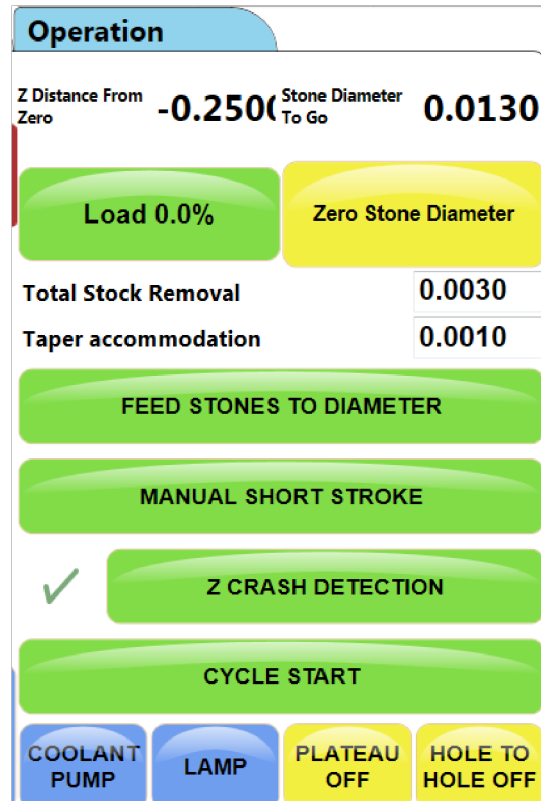 Operation
Z Distance From
Zero
-0.250
Stone Diameter
To Go
0.0130
Load 0.0%
Zero Stone Diameter
Total Stock Removal
0.0030
Taper accommodation
0.0010
FEED STONES TO DIAMETER
MANUAL SHORT STROKE
Z CRASH DETECTION
CYCLE START
COOLANT
PUMP
LAMP
PLATEAU
OFF
HOLE TO
HOLE OFF